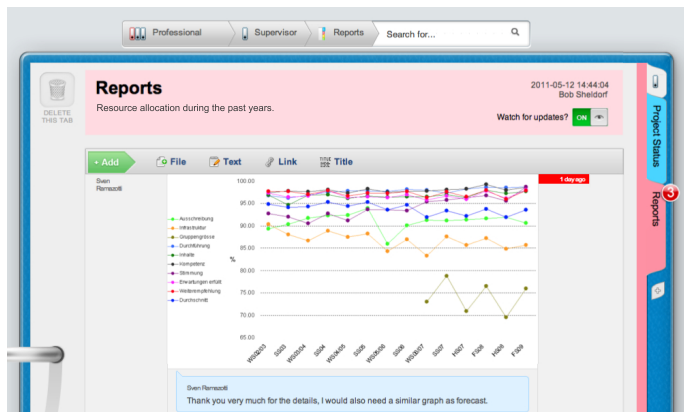 Professional
Supervisor
Reports
Search for...
DELETE
THIS TAB
Reports
Resource allocation during the past years.
2011-05-12 14:44:04
Bob Sheldorf
Watch for updates? ON
Project Status
3
Reports
+ Add
File
Text
Link
Title
Sven
Ramazotti
1 day ago
100.00
95.00
90.00
85.00
80.00
75.00
70.00
65.00
%
Ausschreibung
Infrastruktur
Gruppengrösse
Durchführung
Inhalte
Kompetenz
Stimmung
Erwartungen erfüllt
Weiterempfehlung
Durchschnitt
WS02/03
SS03
WS03/04
SS04
WS04/05
SS05
WS05/06
SS06
WS06/07
SS07
HS07
FS08
HS08
FS09
Sven Ramazotti
Thank you very much for the details, I would also need a similar graph as forecast.